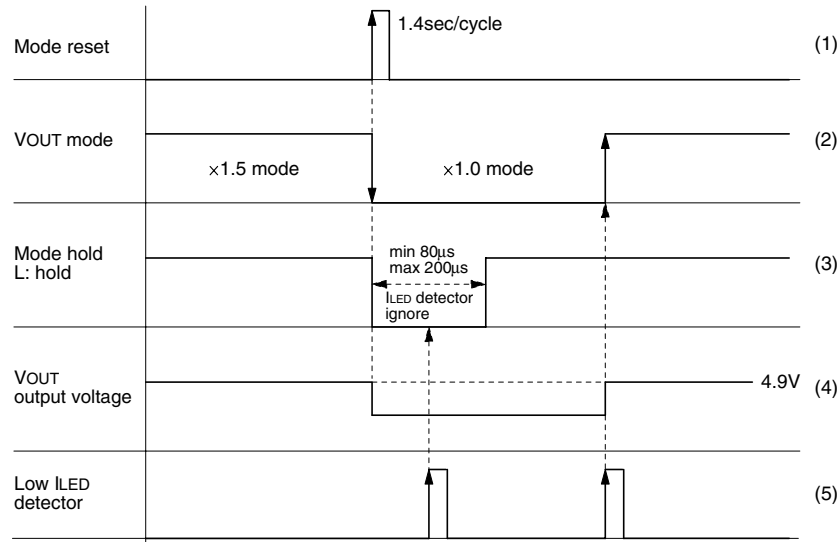 Mode reset
1.4sec/cycle
(1)
VOUT mode
×1.5 mode
×1.0 mode
(2)
Mode hold
L: hold
min 80μs
max 200μs
ILED detector
ignore
(3)
VOUT
output voltage
4.9V
(4)
Low ILED
detector
(5)